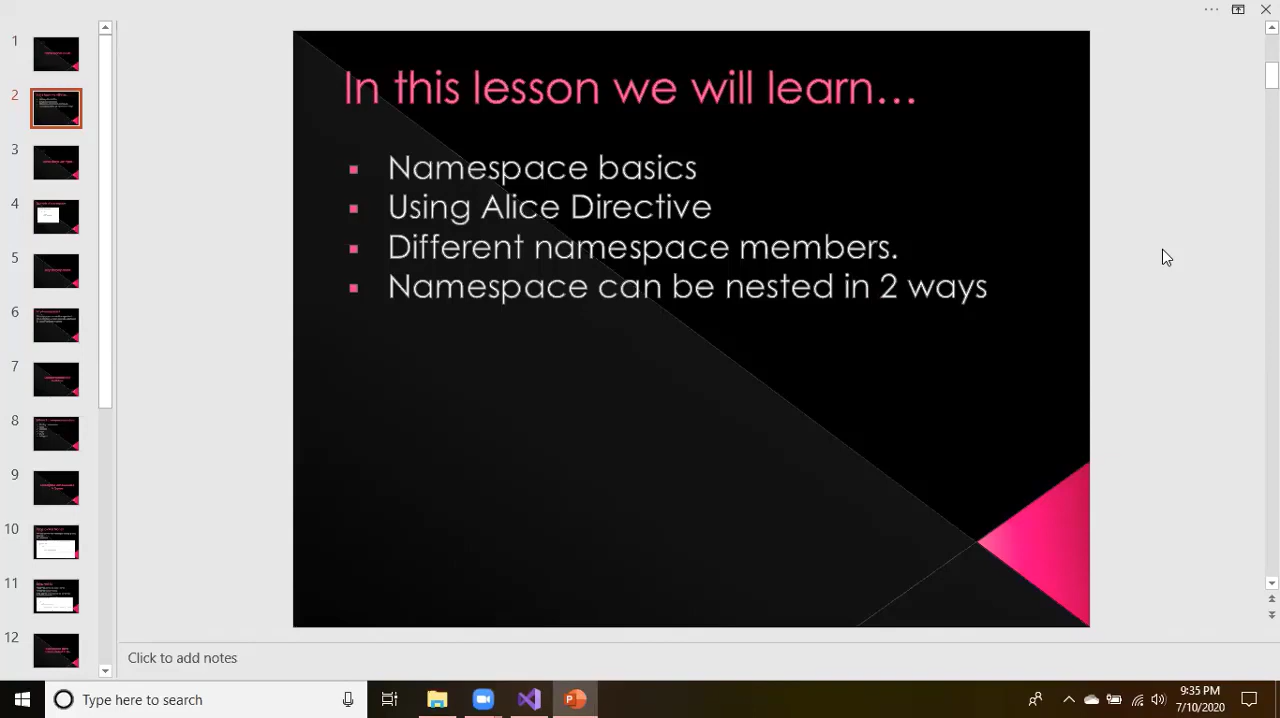 1
2
3
4
5
6
7
8
9
10
11
12
In this lesson we will learn…
Namespace basics
Using Alice Directive
Different namespace members.
Namespace can be nested in 2 ways
Click to add notes
Type here to search
9:35 PM
7/10/2020